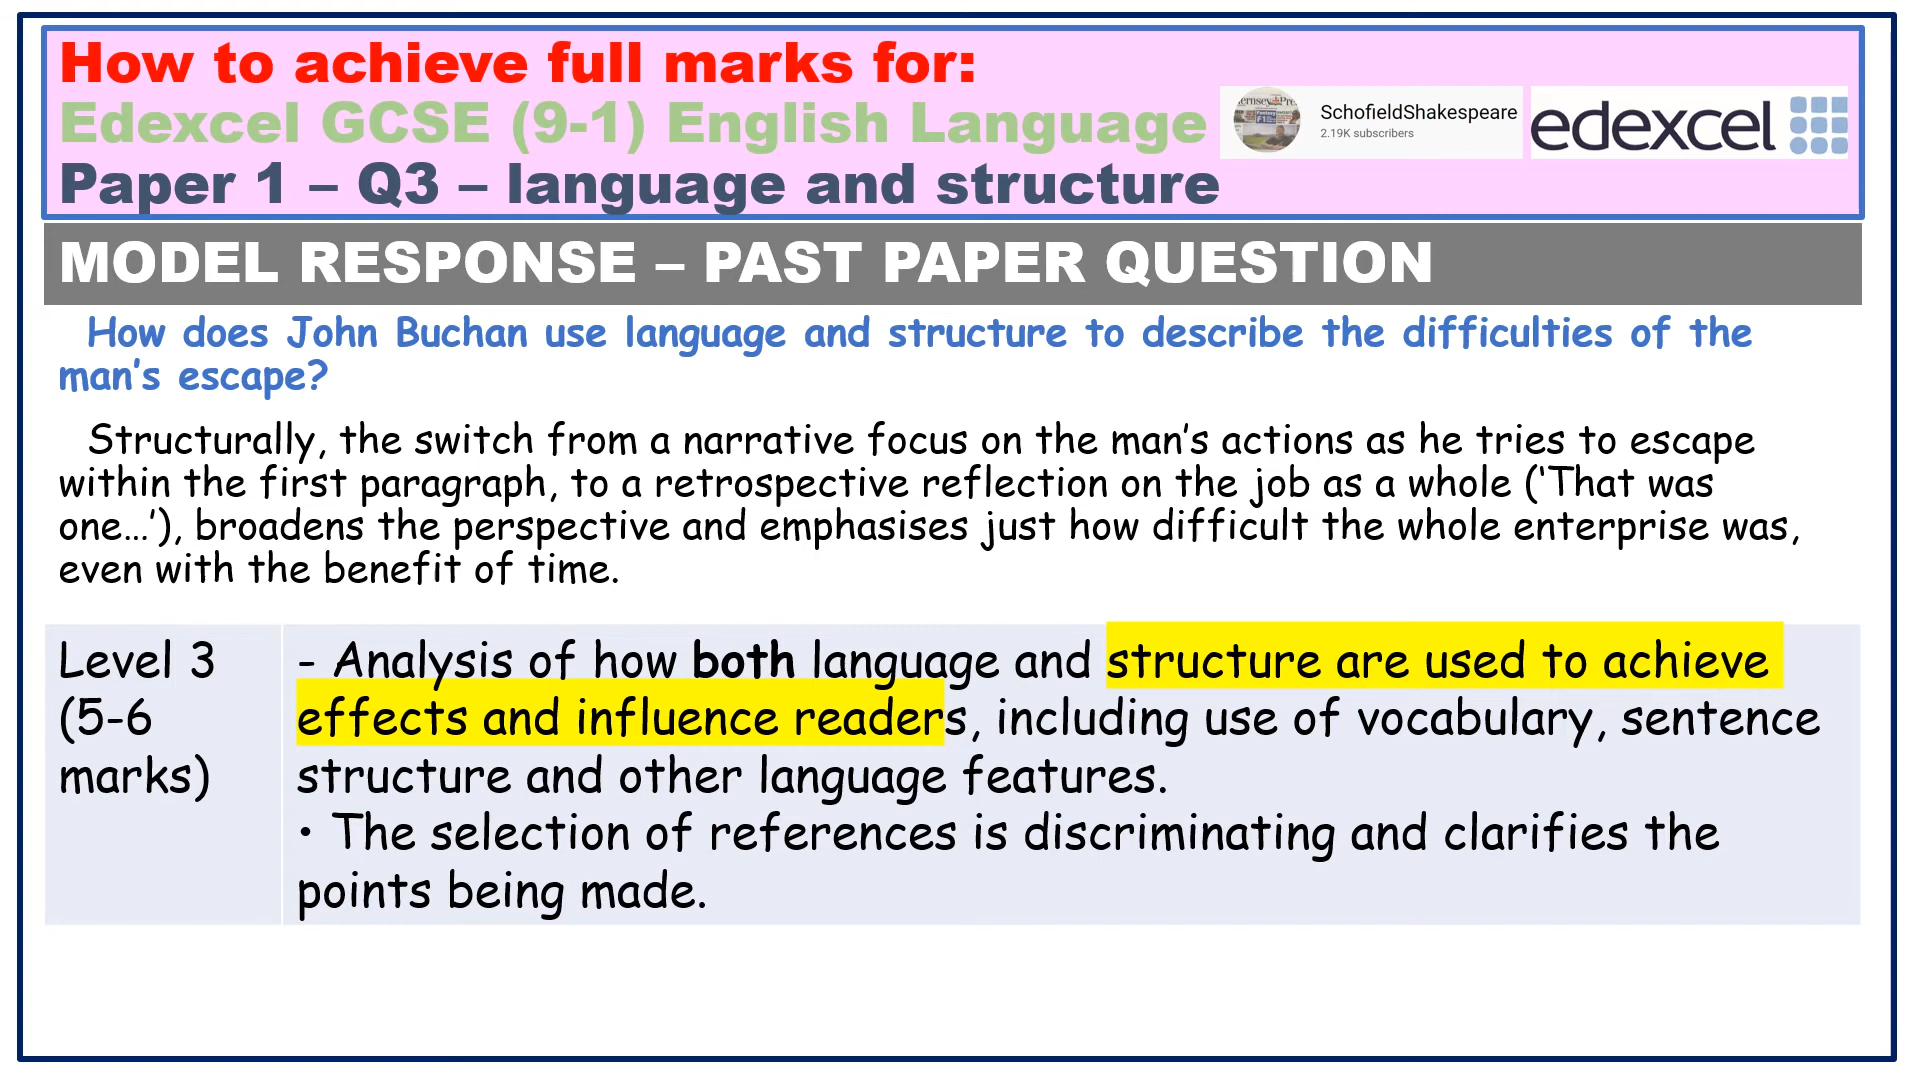 How to achieve full marks for:
Edexcel GCSE (9-1) English Language
Paper 1 – Q3 – language and structure
SchofieldShakespeare
2.19K subscribers
edexcel
MODEL RESPONSE – PAST PAPER QUESTION
How does John Buchan use language and structure to describe the difficulties of the
man’s escape?
Structurally, the switch from a narrative focus on the man’s actions as he tries to escape
within the first paragraph, to a retrospective reflection on the job as a whole (‘That was
one…’), broadens the perspective and emphasises just how difficult the whole enterprise was,
even with the benefit of time.
Level 3
(5-6
marks)
- Analysis of how both language and structure are used to achieve
effects and influence readers, including use of vocabulary, sentence
structure and other language features.
• The selection of references is discriminating and clarifies the
points being made.